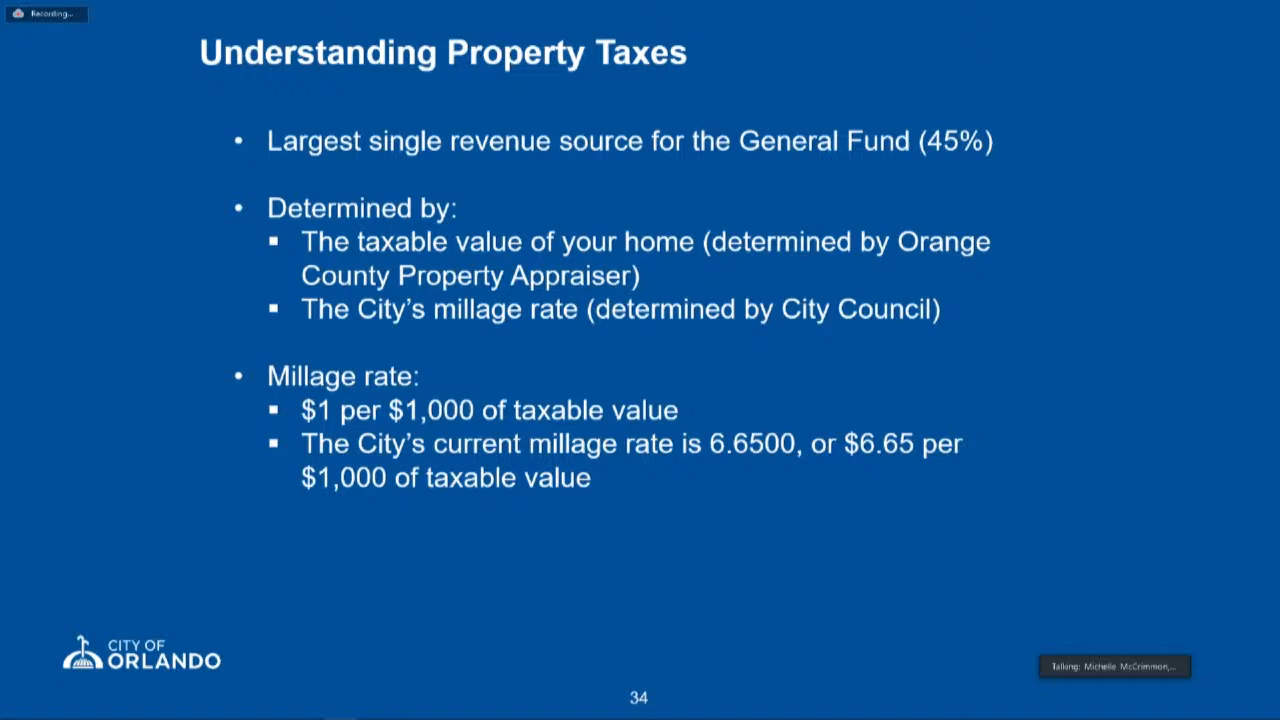 Recording...
Understanding Property Taxes
• Largest single revenue source for the General Fund (45%)
• Determined by:
▪ The taxable value of your home (determined by Orange
County Property Appraiser)
▪ The City’s millage rate (determined by City Council)
• Millage rate:
▪ $1 per $1,000 of taxable value
▪ The City’s current millage rate is 6.6500, or $6.65 per
$1,000 of taxable value
CITY OF
ORLANDO
Talking: Michelle McCrimmon,...
34